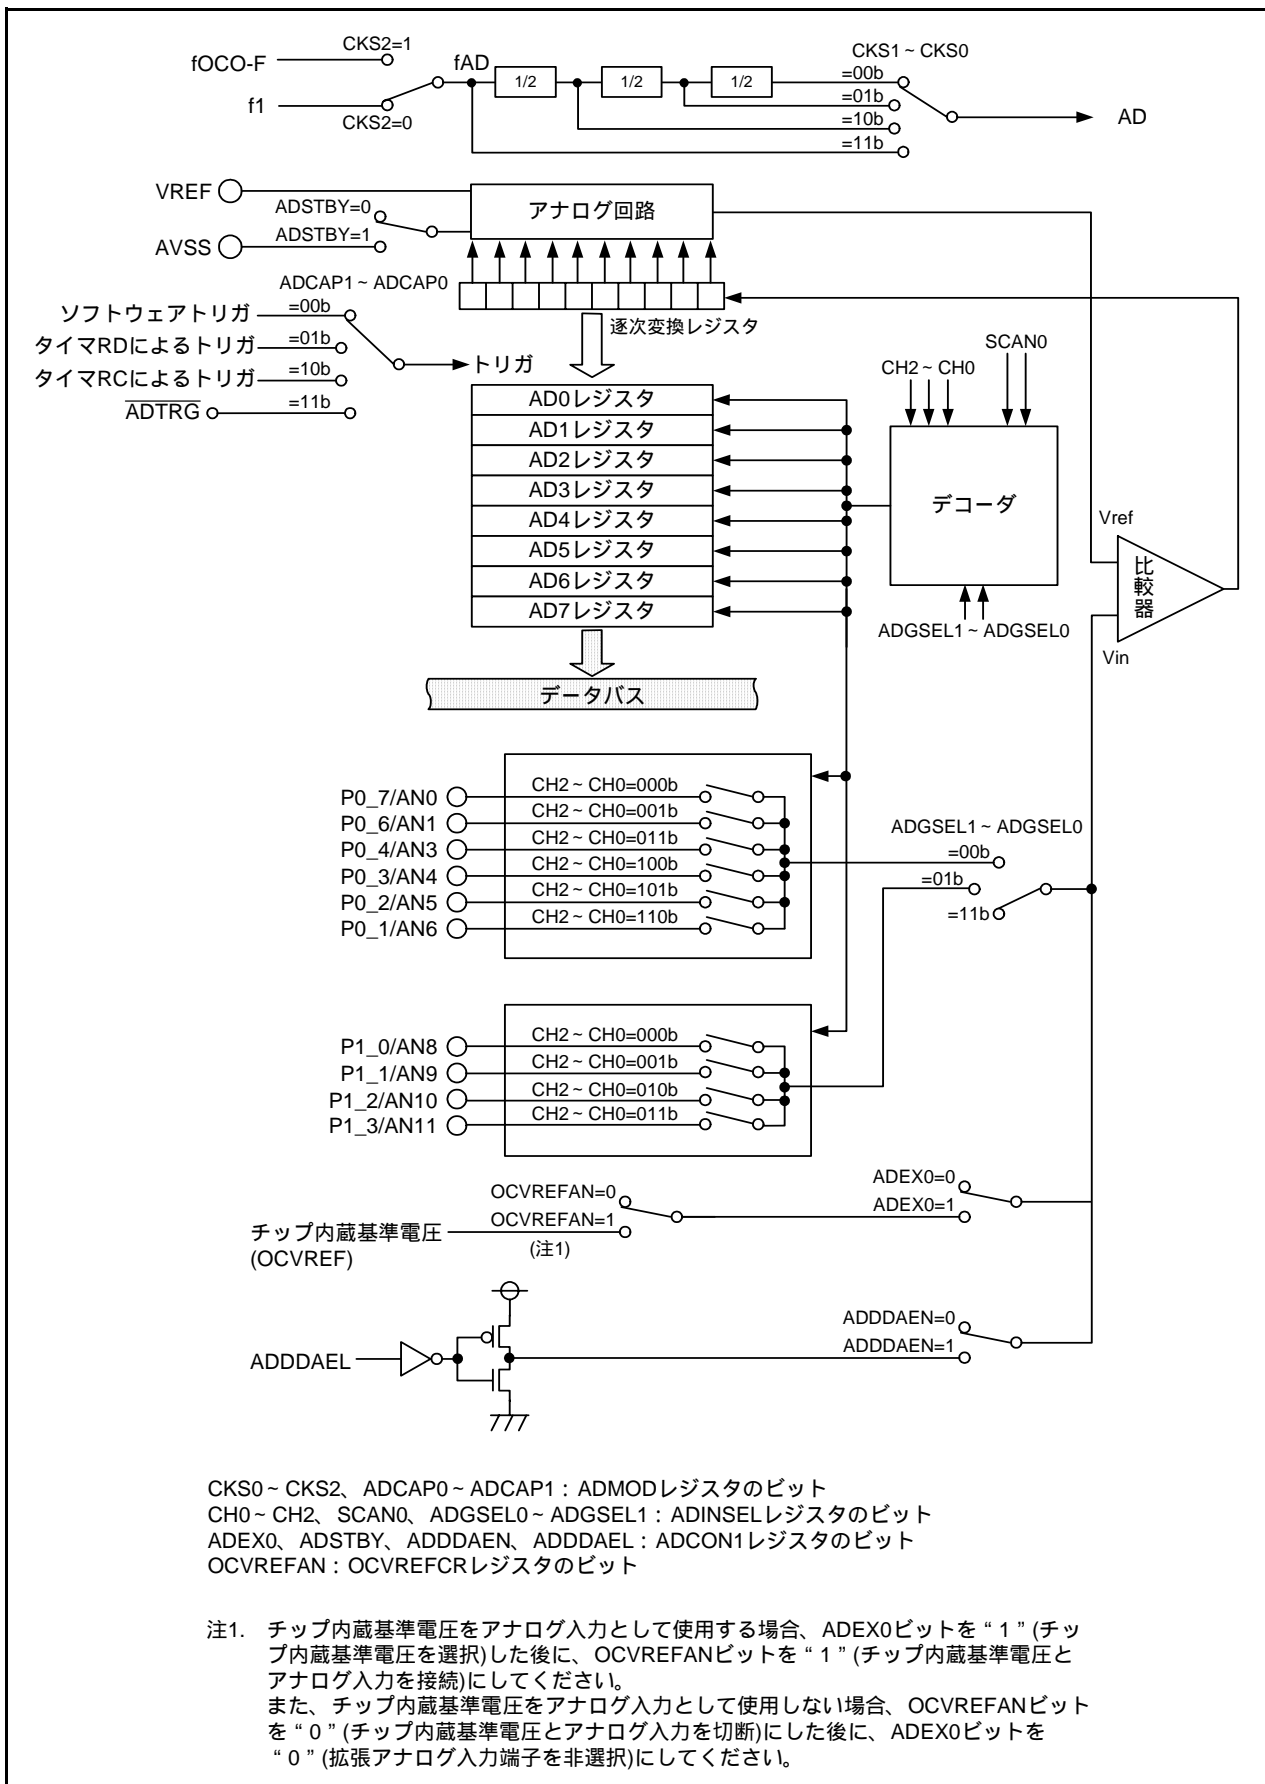 fOCO-F
CKS2=1
f1
CKS2=0
fAD
1/2
1/2
1/2
CKS1～CKS0
=00b
=01b
=10b
=11b
AD
VREF
AVSS
ADSTBY=0
ADSTBY=1
アナログ回路
ADCAP1～ADCAP0
ソフトウェアトリガ
=00b
タイマRDによるトリガ
=01b
タイマRCによるトリガ
=10b
ADTRG
=11b
トリガ
逐次変換レジスタ
AD0レジスタ
AD1レジスタ
AD2レジスタ
AD3レジスタ
AD4レジスタ
AD5レジスタ
AD6レジスタ
AD7レジスタ
データバス
SCAN0
CH2～CH0
デコーダ
ADGSEL1～ADGSEL0
Vref
比較器
Vin
P0_7/AN0
CH2～CH0=000b
P0_6/AN1
CH2～CH0=001b
P0_4/AN3
CH2～CH0=011b
P0_3/AN4
CH2～CH0=100b
P0_2/AN5
CH2～CH0=101b
P0_1/AN6
CH2～CH0=110b
ADGSEL1～ADGSEL0
=00b
=01b
=11b
P1_0/AN8
CH2～CH0=000b
P1_1/AN9
CH2～CH0=001b
P1_2/AN10
CH2～CH0=010b
P1_3/AN11
CH2～CH0=011b
チップ内蔵基準電圧
(OCVREF)
OCVREFAN=0
OCVREFAN=1
(注1)
ADEX0=0
ADEX0=1
ADDDAEL
ADDDAEN=0
ADDDAEN=1
CKS0～CKS2、ADCAP0～ADCAP1：ADMODレジスタのビット
CH0～CH2、SCAN0、ADGSEL0～ADGSEL1：ADINSELレジスタのビット
ADEX0、ADSTBY、ADDDAEN、ADDDAEL：ADCON1レジスタのビット
OCVREFAN：OCVREFCRレジスタのビット
注1. チップ内蔵基準電圧をアナログ入力として使用する場合、ADEX0ビットを“1”(チッ
プ内蔵基準電圧を選択)した後に、OCVREFANビットを“1”(チップ内蔵基準電圧と
アナログ入力を接続)にしてください。
また、チップ内蔵基準電圧をアナログ入力として使用しない場合、OCVREFANビット
を“0”(チップ内蔵基準電圧とアナログ入力を切断)にした後に、ADEX0ビットを
“0”(拡張アナログ入力端子を非選択)にしてください。